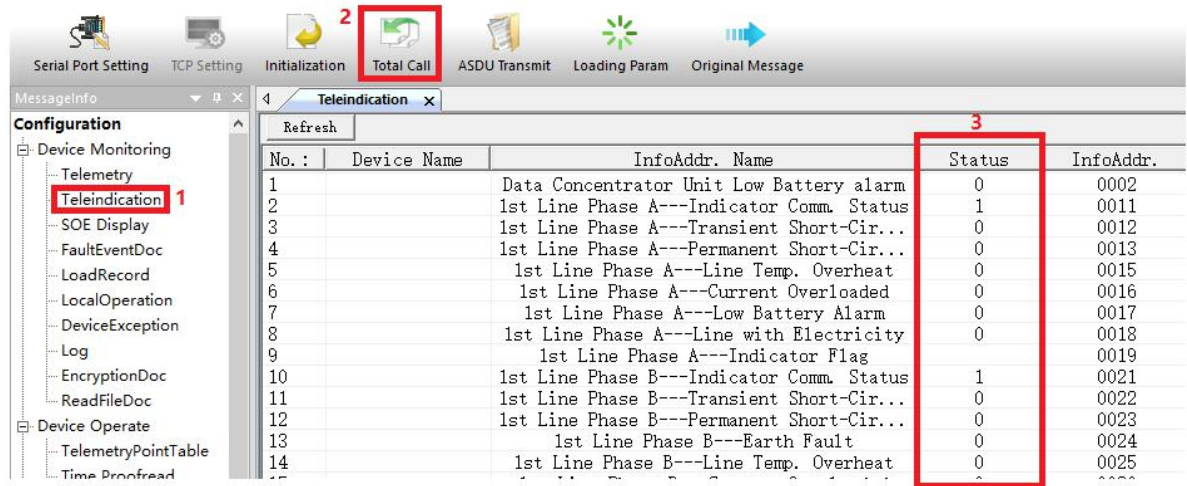 2
Serial Port Setting TCP Setting Initialization Total Call ASDU Transmit Loading Param Original Message
MessageInfo
Teleindication x
Configuration
Refresh
3
Device Monitoring
No.: Device Name InfoAddr. Name Status InfoAddr.
Telemetry
1 Data Concentrator Unit Low Battery alarm 0 0002
Teleindication 1
2 1st Line Phase A---Indicator Comm. Status 1 0011
SOE Display
3 1st Line Phase A---Transient Short-Cir... 0 0012
FaultEventDoc
4 1st Line Phase A---Permanent Short-Cir... 0 0013
LoadRecord
5 1st Line Phase A---Line Temp. Overheat 0 0015
LocalOperation
6 1st Line Phase A---Current Overloaded 0 0016
7 1st Line Phase A---Low Battery Alarm 0 0017
DeviceException
8 1st Line Phase A---Line with Electricity 0 0018
Log
9 1st Line Phase A---Indicator Flag 0019
EncryptionDoc
10 1st Line Phase B---Indicator Comm. Status 1 0021
ReadFileDoc
11 1st Line Phase B---Transient Short-Cir... 0 0022
Device Operate
12 1st Line Phase B---Permanent Short-Cir... 0 0023
TelemetryPointTable
13 1st Line Phase B---Earth Fault 0 0024
14 1st Line Phase B---Line Temp. Overheat 0 0025
Time Proofread